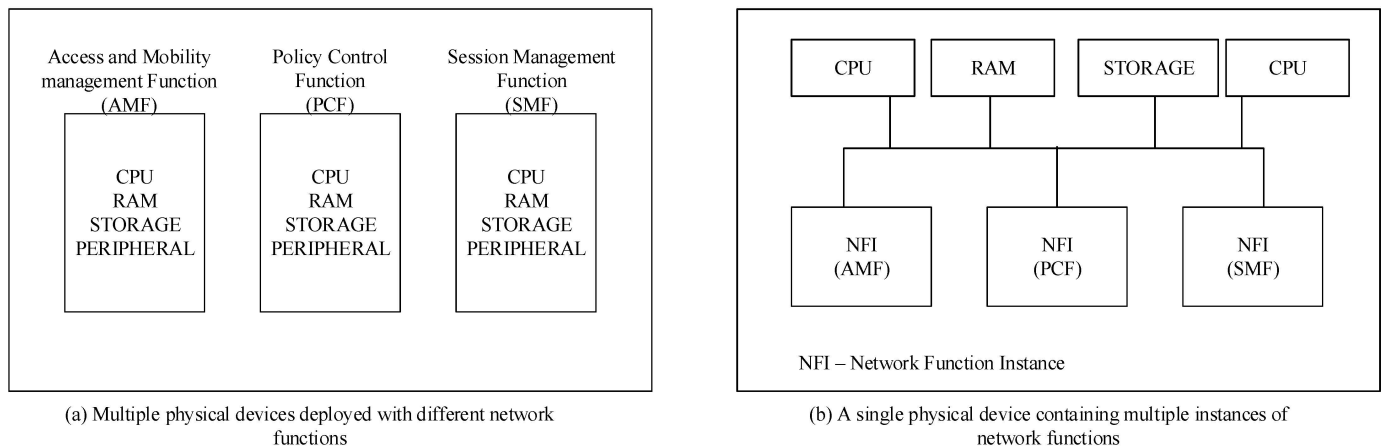 Access and Mobility
management Function
(AMF)
CPU
RAM
STORAGE
PERIPHERAL
Policy Control
Function
(PCF)
CPU
RAM
STORAGE
PERIPHERAL
Session Management
Function
(SMF)
CPU
RAM
STORAGE
PERIPHERAL
(a) Multiple physical devices deployed with different network
functions
CPU
RAM
STORAGE
CPU
NFI
(AMF)
NFI
(PCF)
NFI
(SMF)
NFI – Network Function Instance
(b) A single physical device containing multiple instances of
network functions